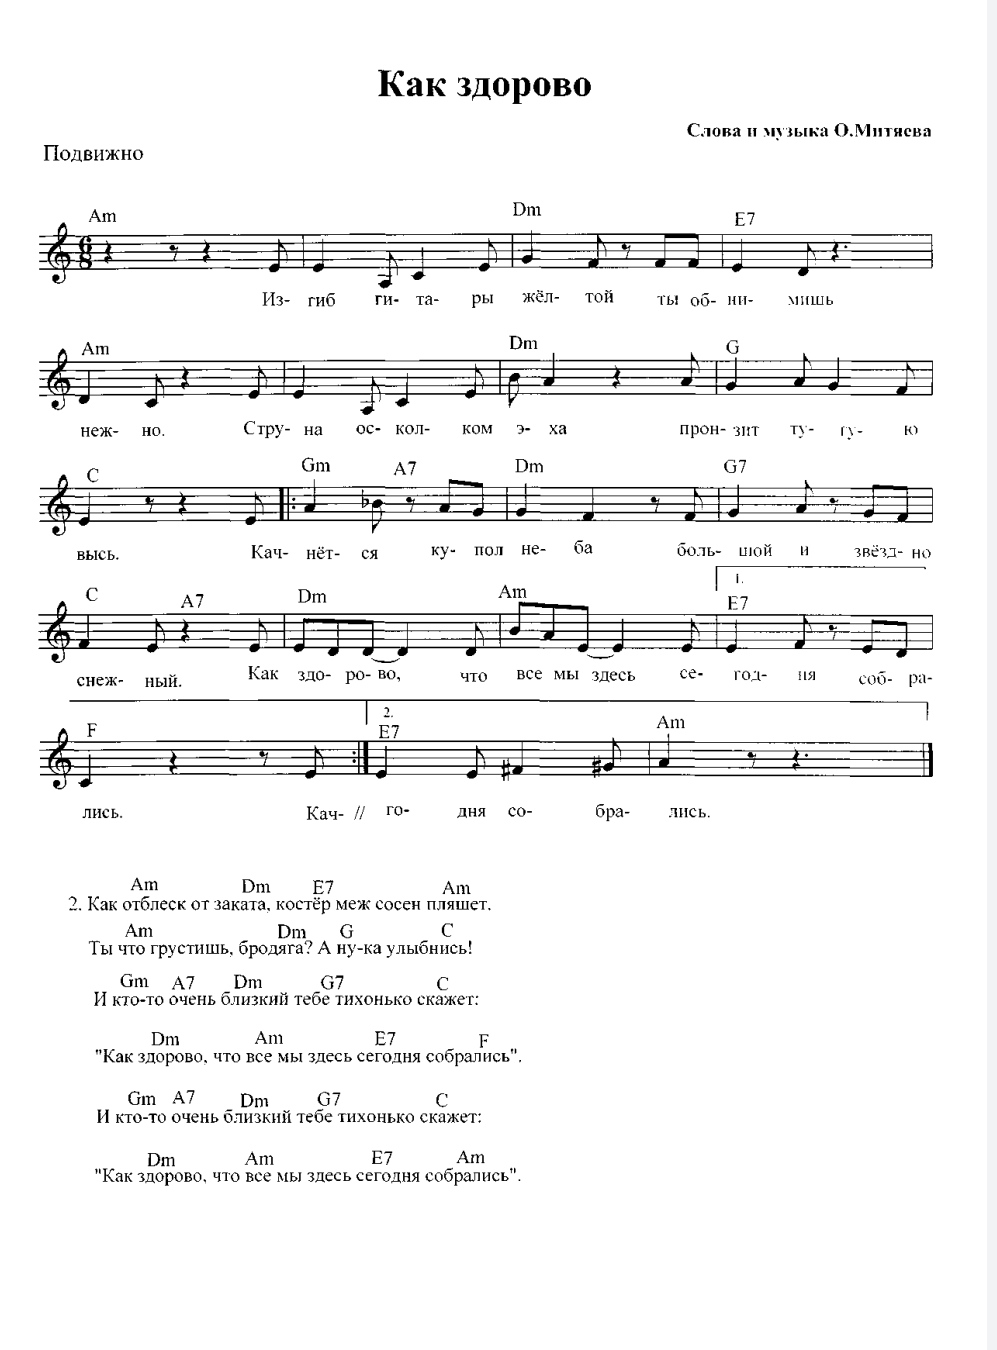 Как здорово
Слова и музыка О.Митяева
Подвижно
Am Dm E7
Из- гиб ги- та- ры жёл- той ты об- ни- мишь
Am Dm G
неж- но. Стру- на ос- кол- ком э- ха прон- зит ту- гу- ю
C Gm A7 Dm G7
высь. Кач- нёт- ся ку- пол не- ба боль- шой и звёзд- но
1.
C A7 Dm Am E7
снеж- ный. Как здо- ро- во, что все мы здесь се- год- ня соб- ра-
2.
F E7 Am
лись. Кач- // го- дня со- бра- лись.
Am Dm E7 Am
2. Как отблеск от заката, костёр меж сосен пляшет.
Am Dm G C
Ты что грустишь, бродяга? А ну-ка улыбнись!
Gm A7 Dm G7 C
И кто-то очень близкий тебе тихонько скажет:
Dm Am E7 F
"Как здорово, что все мы здесь сегодня собрались".
Gm A7 Dm G7 C
И кто-то очень близкий тебе тихонько скажет:
Dm Am E7 Am
"Как здорово, что все мы здесь сегодня собрались".